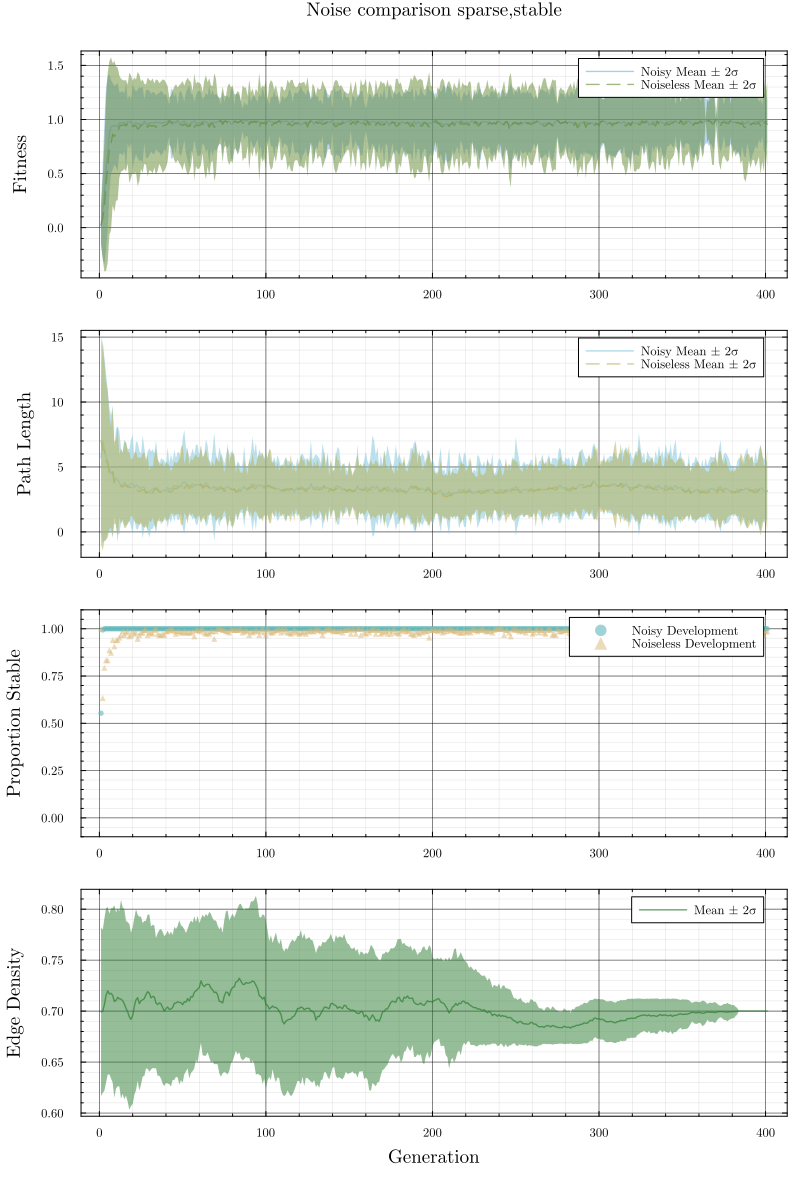 Noise comparison sparse,stable
Fitness
1.5
1.0
0.5
0.0
Noisy Mean ± 2σ
Noiseless Mean ± 2σ
0 100 200 300 400
Path Length
15
10
5
0
Noisy Mean ± 2σ
Noiseless Mean ± 2σ
0 100 200 300 400
Proportion Stable
1.00
0.75
0.50
0.25
0.00
Noisy Development
Noiseless Development
0 100 200 300 400
Edge Density
0.80
0.75
0.70
0.65
0.60
Mean ± 2σ
0 100 200 300 400
Generation